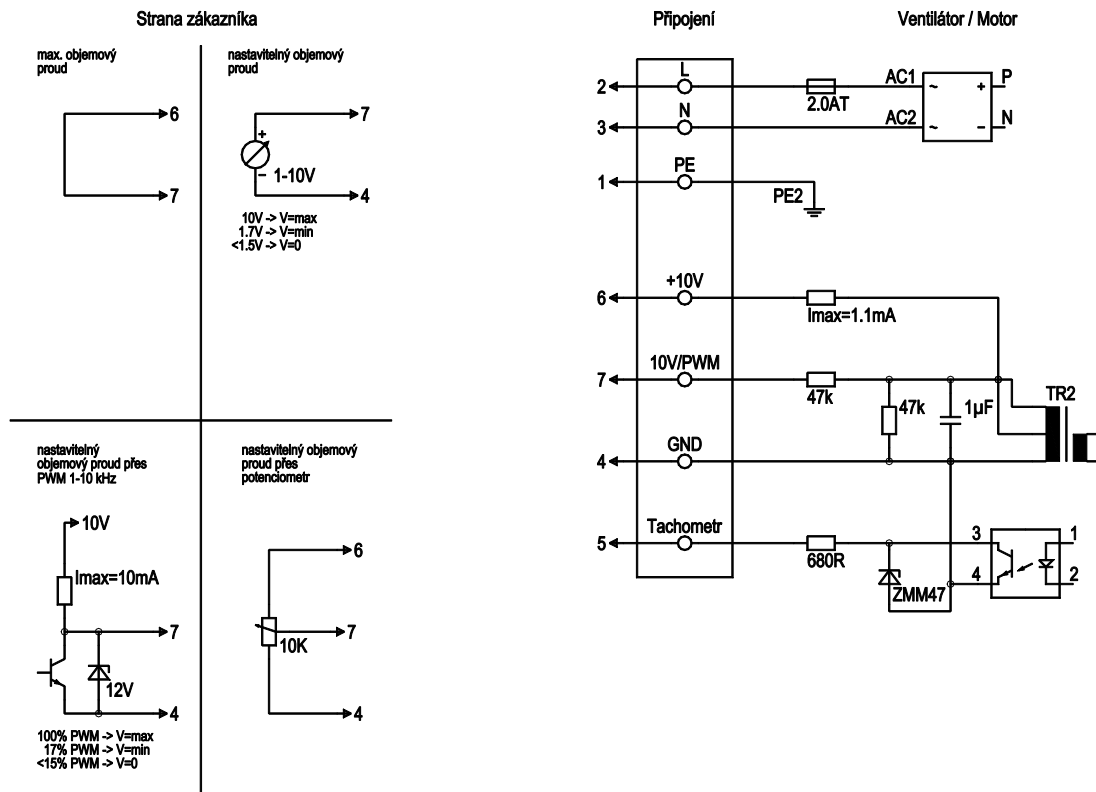 Strana zákazníka
Připojení
Ventilátor / Motor
max. objemový
proud
6
7
nastavitelný objemový
proud
7
+
– 1-10V
4
10V -> V=max
1.7V -> V=min
<1.5V -> V=0
nastavitelný
objemový proud přes
PWM 1-10 kHz
10V
Imax=10mA
7
12V
4
100% PWM -> V=max
17% PWM -> V=min
<15% PWM -> V=0
nastavitelný objemový
proud přes
potenciometr
6
7
10K
4
2
L
2.0AT
AC1
~
+
P
3
N
AC2
~
–
N
1
PE
PE2
6
+10V
Imax=1.1mA
7
10V/PWM
47k
47k
1µF
TR2
4
GND
5
Tachometr
680R
ZMM47
3
4
1
2